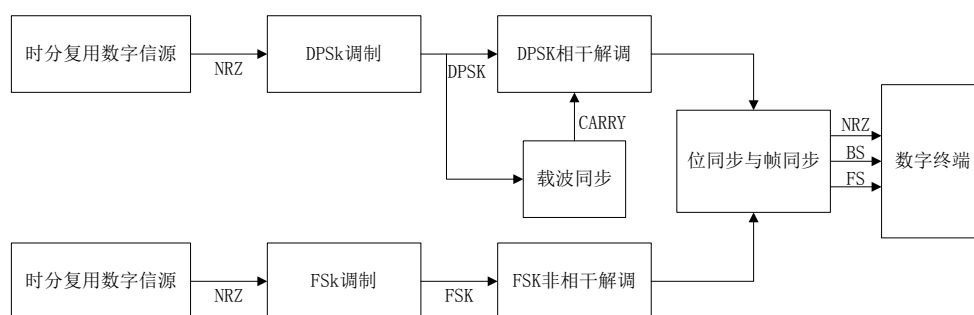 时分复用数字信源
NRZ
DPSk调制
DPSK
DPSK相干解调
CARRY
载波同步
位同步与帧同步
NRZ
BS
FS
数字终端
时分复用数字信源
NRZ
FSk调制
FSK
FSK非相干解调